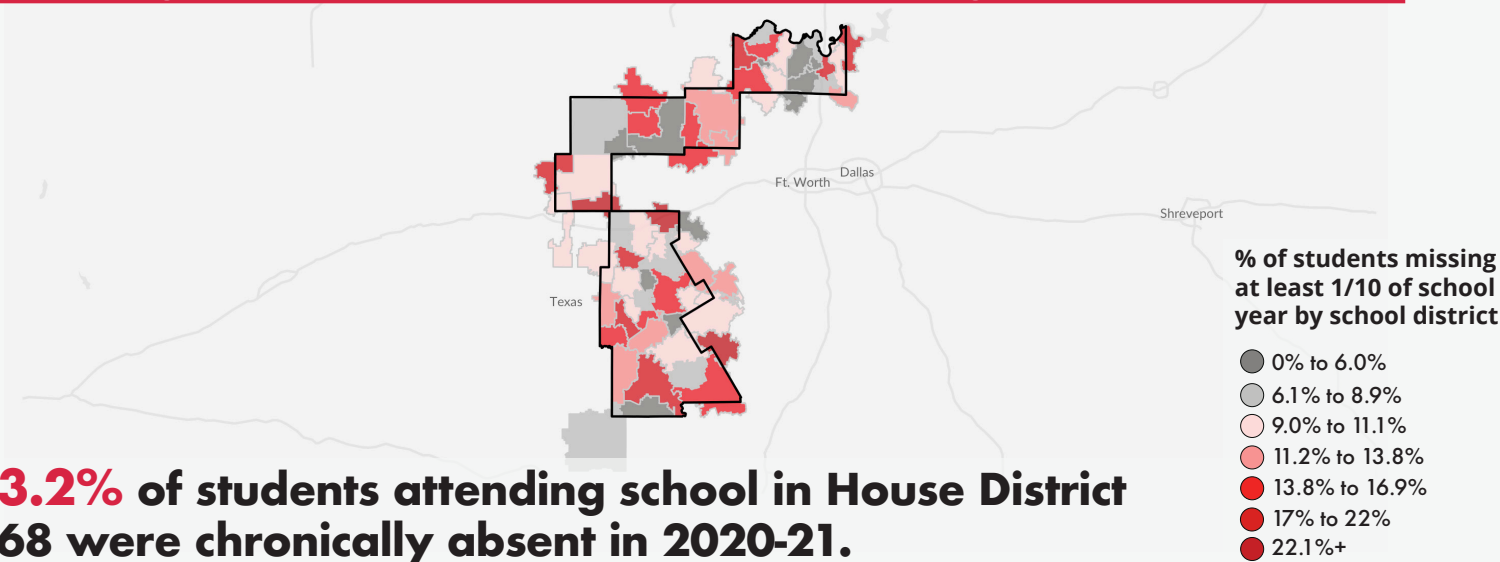 Ft. Worth
Dallas
Shreveport
Texas
% of students missing
at least 1/10 of school
year by school district
0% to 6.0%
6.1% to 8.9%
9.0% to 11.1%
11.2% to 13.8%
13.8% to 16.9%
17% to 22%
22.1%+
3.2% of students attending school in House District
68 were chronically absent in 2020-21.